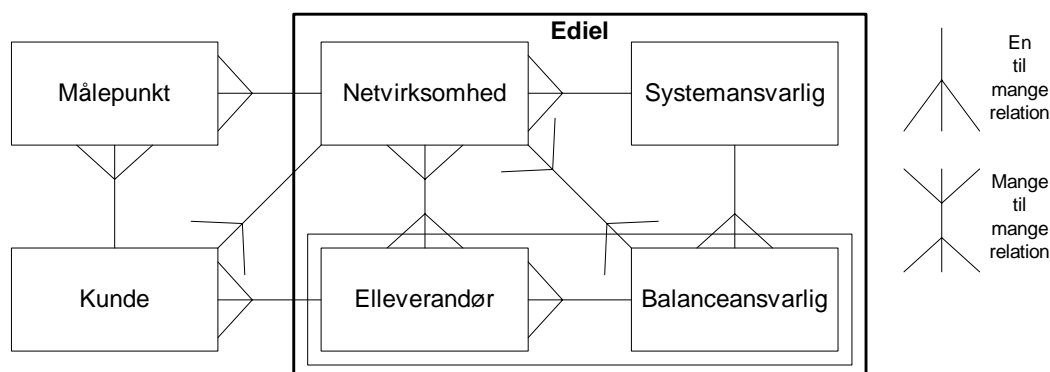 Ediel
Målepunkt
Netvirksomhed
Systemansvarlig
Kunde
Elleverandør
Balanceansvarlig
En
til
mange
relation
Mange
til
mange
relation